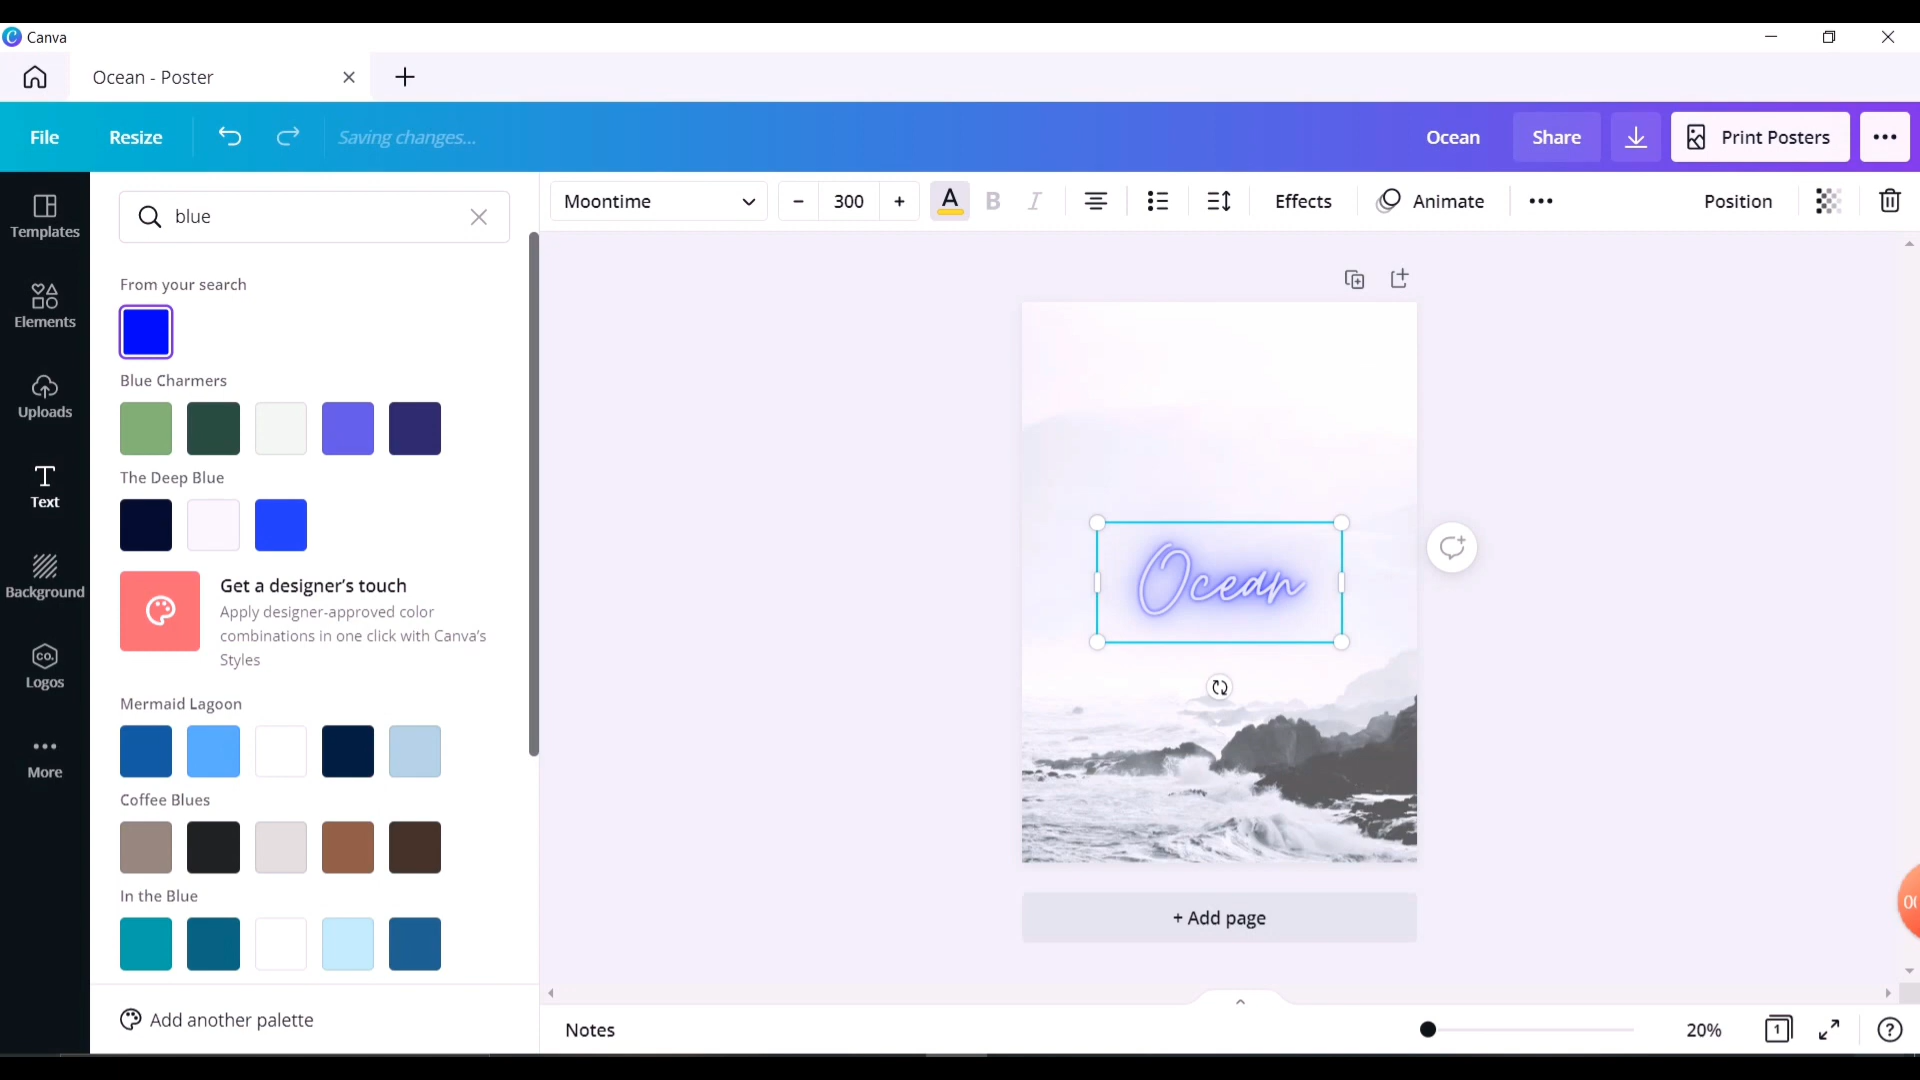 Canva
Ocean - Poster
File
Resize
Saving changes...
Ocean
Share
Print Posters
Templates
Elements
Uploads
Text
Background
CO.
Logos
More
blue
From your search
Blue Charmers
The Deep Blue
Get a designer's touch
Apply designer-approved color
combinations in one click with Canva's
Styles
Mermaid Lagoon
Coffee Blues
In the Blue
Add another palette
Moontime
300
A
B
I
Effects
Animate
Position
Ocean
+ Add page
Notes
20%
1
?